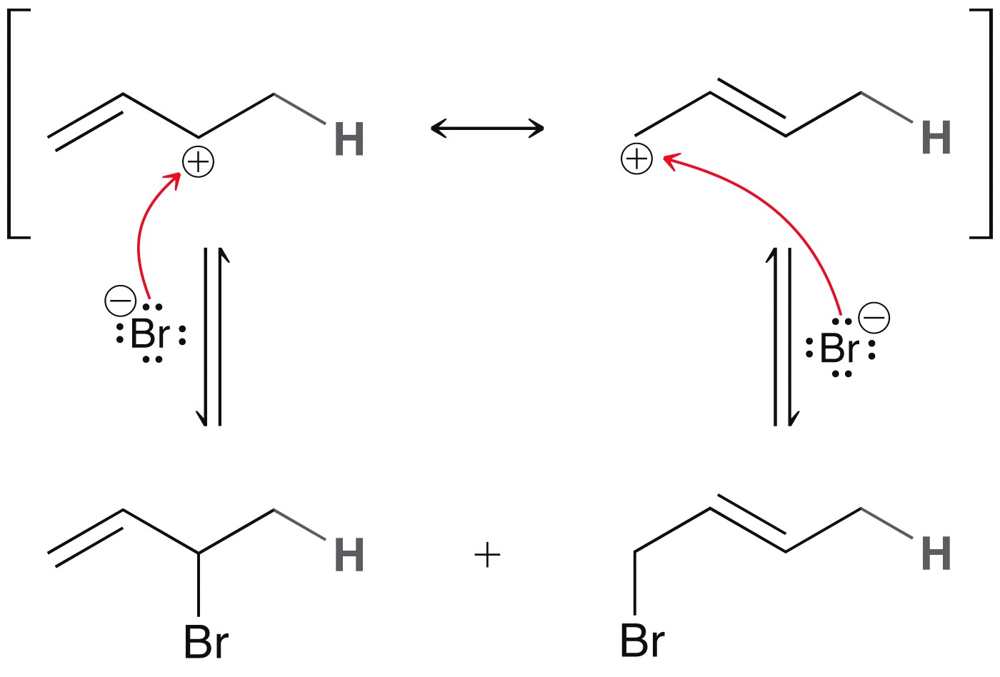 H H
⊕ ⊕
⊖ ⊖
Br Br
H + H
Br Br